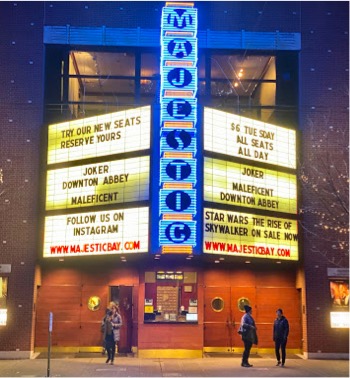 MAJESTIC
TRY OUR NEW SEATS
RESERVE YOURS
JOKER
DOWNTON ABBEY
MALEFICENT
FOLLOW US ON
INSTAGRAM
WWW.MAJESTICBAY.COM
$6 TUESDAY
ALL SEATS
ALL DAY
JOKER
MALEFICENT
DOWNTON ABBEY
STAR WARS THE RISE OF
SKYWALKER ON SALE NOW
WWW.MAJESTICBAY.COM